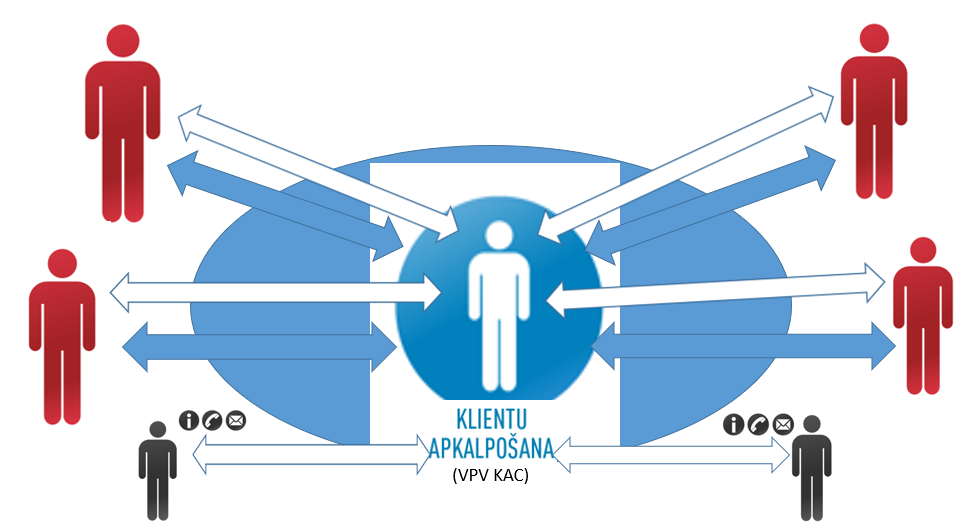 KLIENTU
APKALPOŠANA
(VPV KAC)